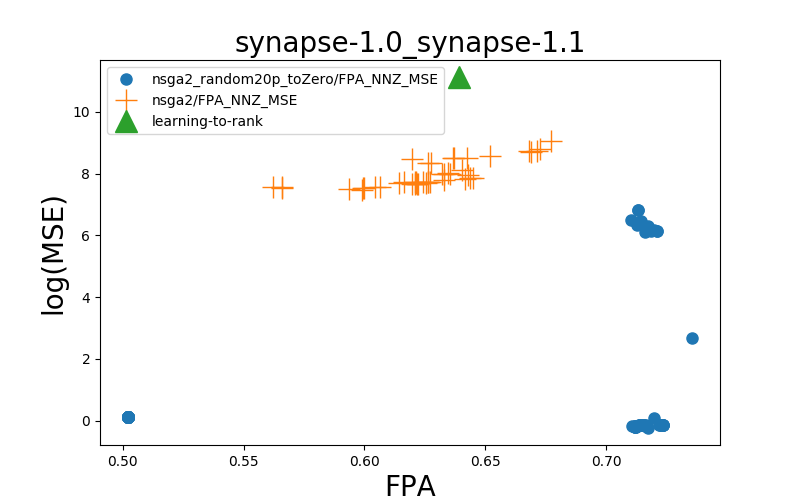 synapse-1.0_synapse-1.1
nsga2_random20p_toZero/FPA_NNZ_MSE
nsga2/FPA_NNZ_MSE
learning-to-rank
log(MSE)
10
8
6
4
2
0
0.50 0.55 0.60 0.65 0.70
FPA